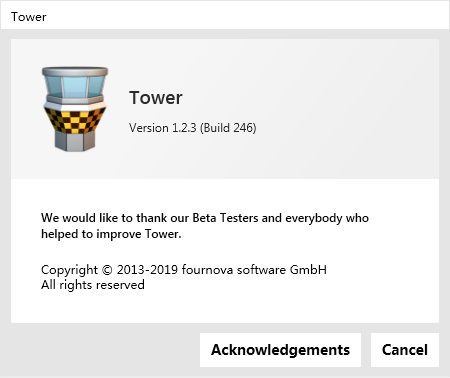 Tower
Tower
Version 1.2.3 (Build 246)
We would like to thank our Beta Testers and everybody who
helped to improve Tower.
Copyright © 2013-2019 fournova software GmbH
All rights reserved
Acknowledgements
Cancel